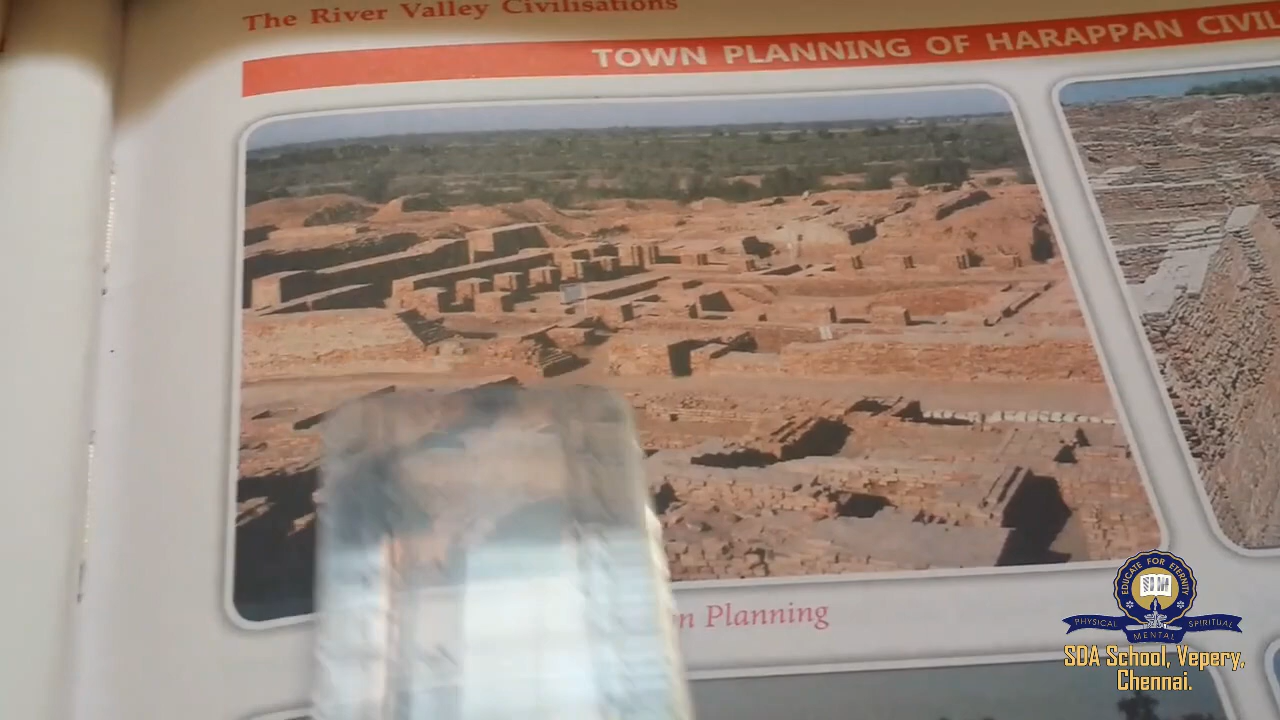 The River Valley Civilisations
TOWN PLANNING OF HARAPPAN
Planning
EDUCATE FOR ETERNITY
PHYSICAL
MENTAL
SPIRITUAL
SDA School, Vepery,
Chennai.